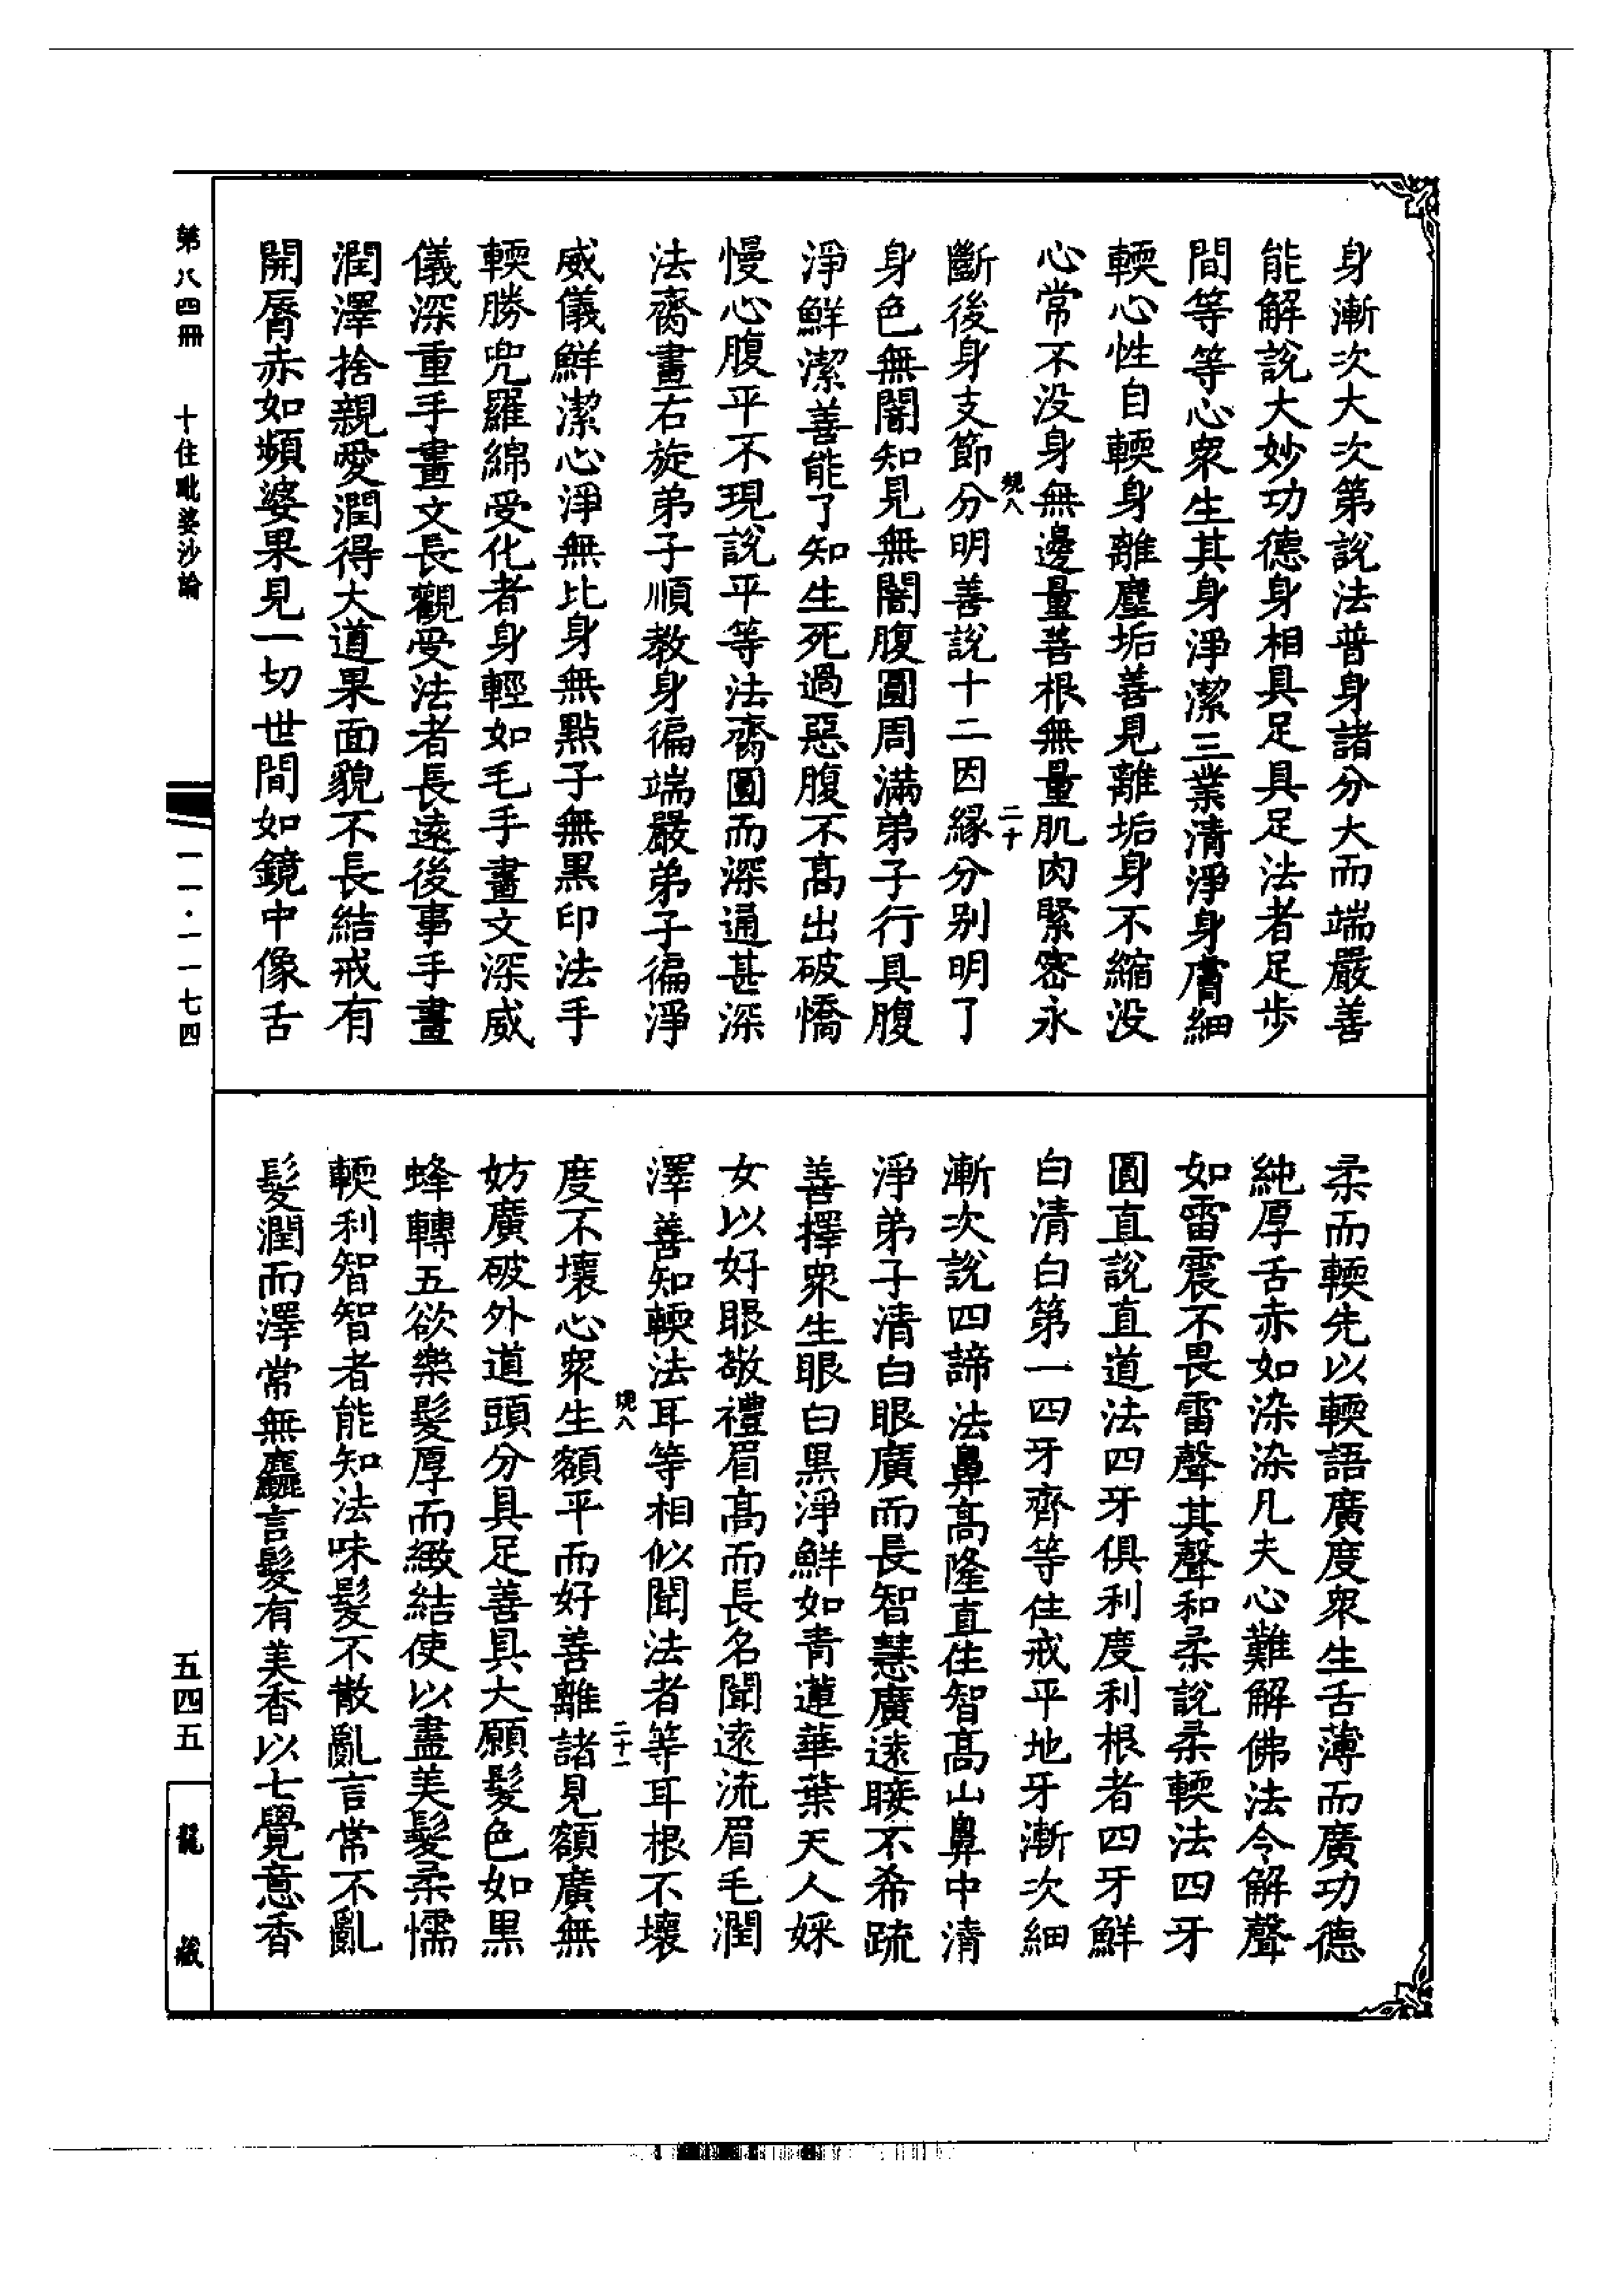 身漸次大次第說法普身諸分大而端嚴善
能解說大妙功德身相具足具足法者足步
間等等心衆生其身淨潔三業清淨身膚細
輭心性自輭身離塵垢善見離垢身不縮没
心常不没身無邊量善根無量肌肉緊密永
斷後身支節分明善說十二因縁分别明了
身色無闇知見無闇腹圓周滿弟子行具腹
淨鮮潔善能了知生死過惡腹不髙出破憍
慢心腹平不現說平等法臍圓而深通甚深
法臍畫右旋弟子順教身徧端嚴弟子徧淨
威儀鮮潔心淨無比身無點子無黑印法手
輭勝兜羅綿受化者身輕如毛手畫文深威
儀深重手畫文長觀受法者長遠後事手畫
潤澤捨親愛潤得大道果面貌不長結戒有
開脣赤如頻婆果見一切世間如鏡中像舌
柔而輭先以輭語廣度衆生舌薄而廣功德
純厚舌赤如染染凡夫心難解佛法令解聲
如雷震不畏雷聲其聲和柔說柔輭法四牙
圓直說直道法四牙俱利度利根者四牙鮮
白清白第一四牙齊等住戒平地牙漸次細
漸次說四諦法鼻髙隆直住智髙山鼻中清
淨弟子清白眼廣而長智慧廣遠睫不希疏
善擇衆生眼白黑淨鮮如青蓮華葉天人婇
女以好眼敬禮眉髙而長名聞遠流眉毛潤
澤善知輭法耳等相似聞法者等耳根不壞
度不壞心衆生額平而好善離諸見額廣無
妨廣破外道頭分具足善具大願髮色如黑
蜂轉五欲樂髮厚而緻結使以盡美髮柔懦
輭利智智者能知法味髮不散亂言常不亂
髮潤而澤常無麤言髮有美香以七覺意香
規八
二十
規八
二十一
第八四冊
十住毗婆沙論
一一·一一七四
五四五
龍藏